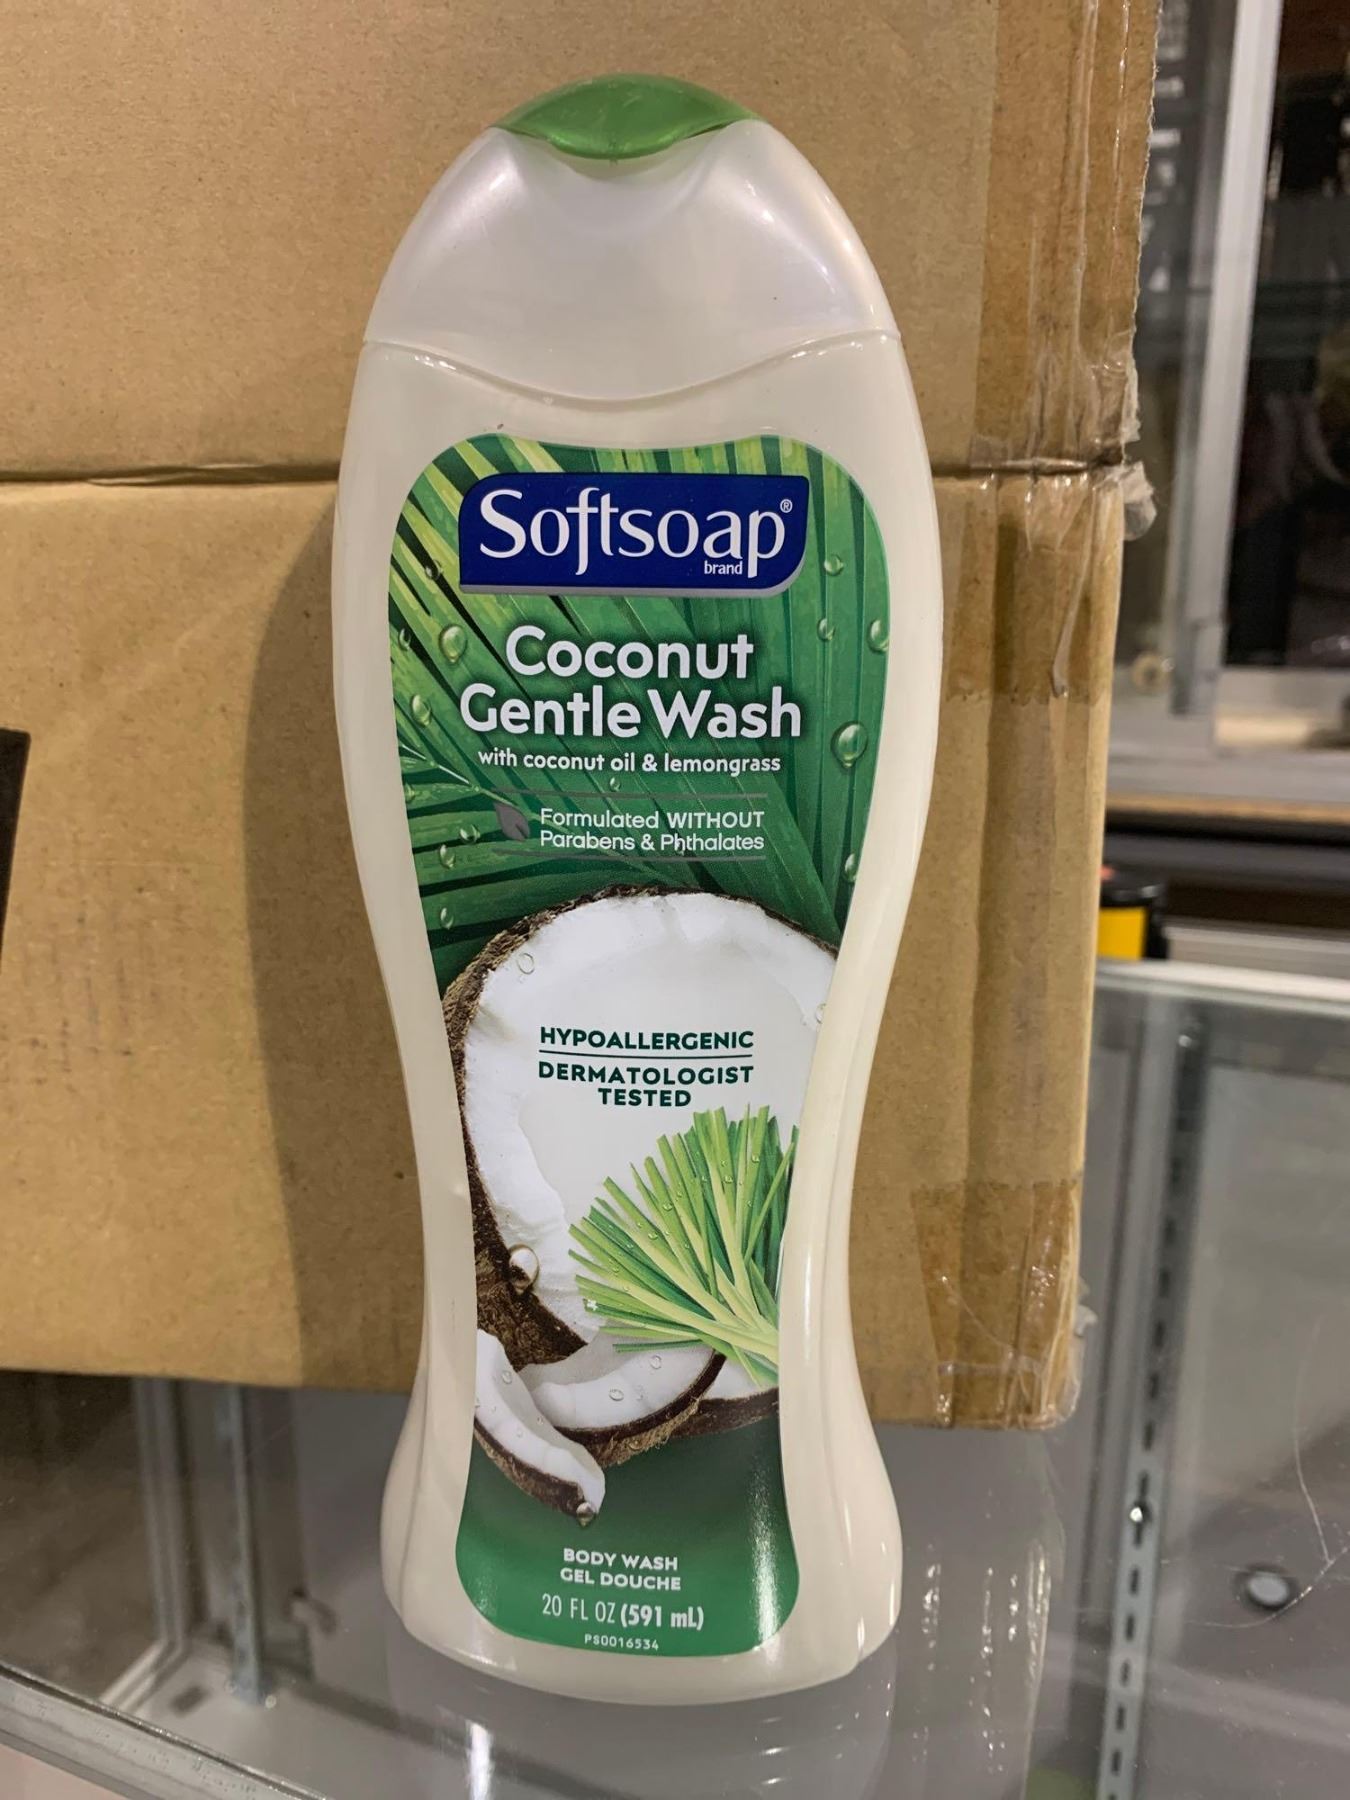 Softsoap®
brand
Coconut
Gentle Wash
with coconut oil & lemongrass
Formulated WITHOUT
Parabens & Phthalates
HYPOALLERGENIC
DERMATOLOGIST
TESTED
BODY WASH
GEL DOUCHE
20 FL OZ (591 mL)
P80016534